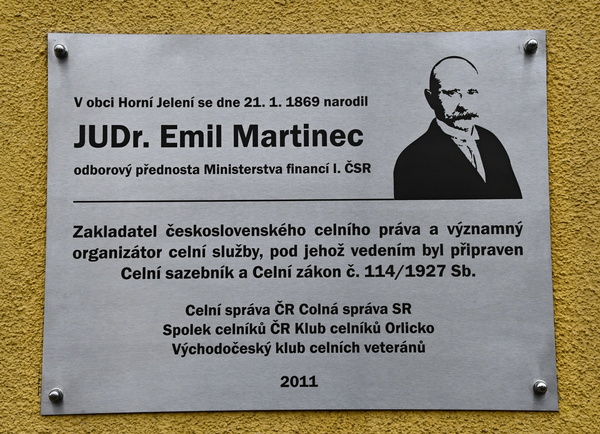 V obci Horní Jelení se dne 21. 1. 1869 narodil
JUDr. Emil Martinec
odborový přednosta Ministerstva financí I. ČSR
Zakladatel československého celního práva a významný
organizátor celní služby, pod jehož vedením byl připraven
Celní sazebník a Celní zákon č. 114/1927 Sb.
Celní správa ČR Colná správa SR
Spolek celníků ČR Klub celníků Orlicko
Východočeský klub celních veteránů
2011